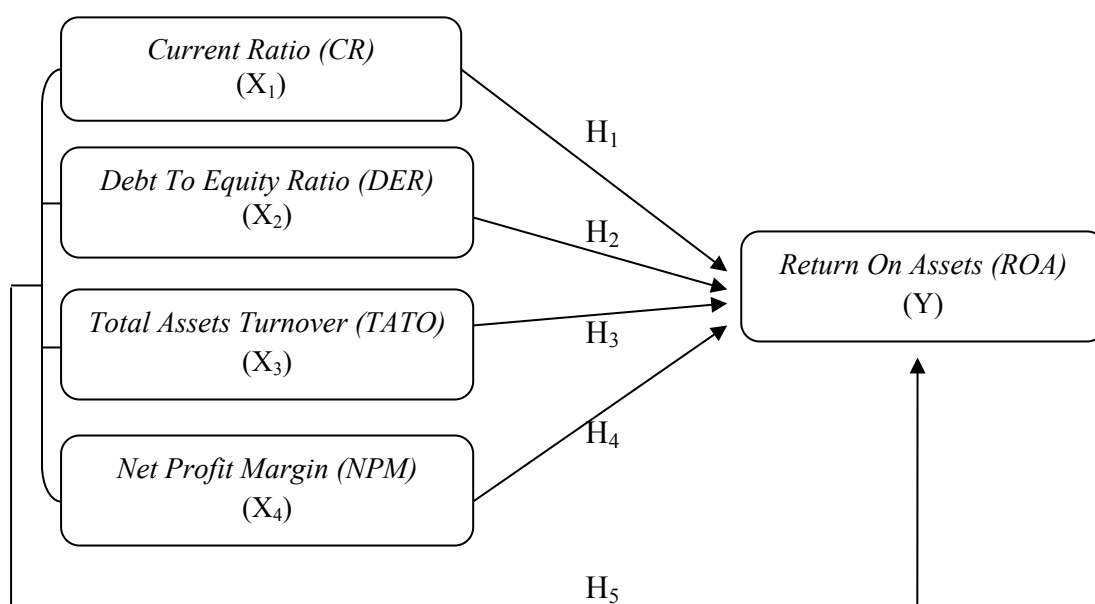 Current Ratio (CR)
(X₁)
H₁
Debt To Equity Ratio (DER)
(X₂)
H₂
Return On Assets (ROA)
(Y)
Total Assets Turnover (TATO)
(X₃)
H₃
H₄
Net Profit Margin (NPM)
(X₄)
H₅